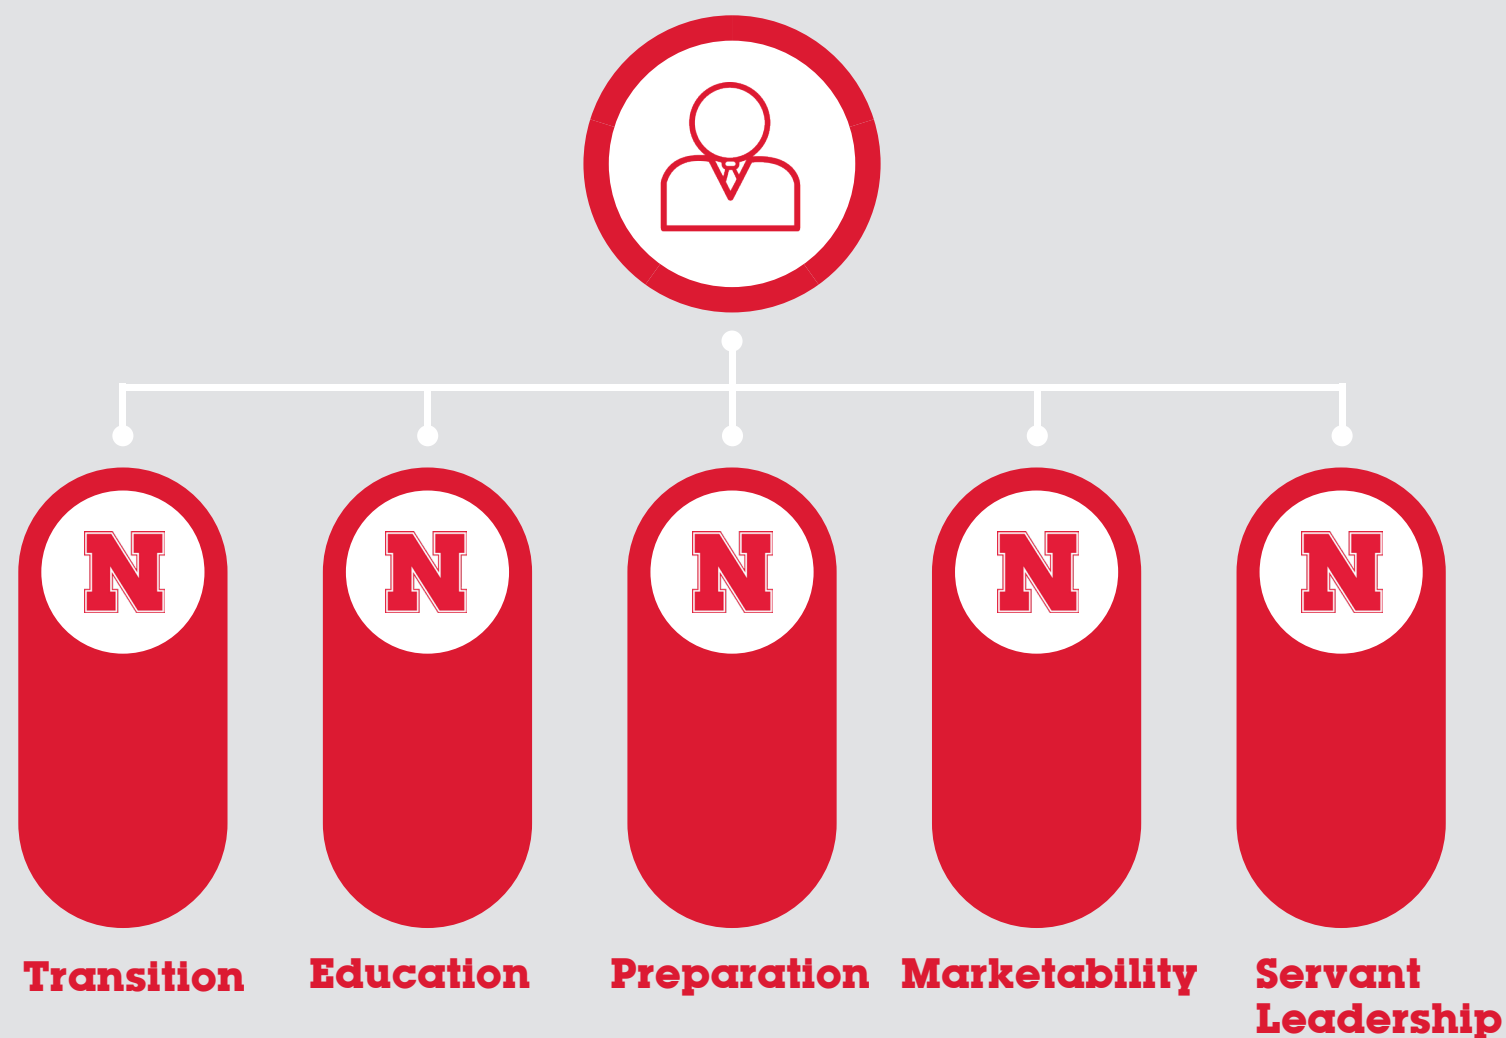 N
N
N
N
N
Transition
Education
Preparation
Marketability
Servant
Leadership